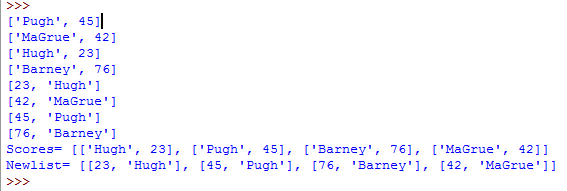 >>>
['Pugh', 45]
['MaGrue', 42]
['Hugh', 23]
['Barney', 76]
[23, 'Hugh']
[42, 'MaGrue']
[45, 'Pugh']
[76, 'Barney']
Scores= [['Hugh', 23], ['Pugh', 45], ['Barney', 76], ['MaGrue', 42]]
Newlist= [[23, 'Hugh'], [45, 'Pugh'], [76, 'Barney'], [42, 'MaGrue']]
>>>